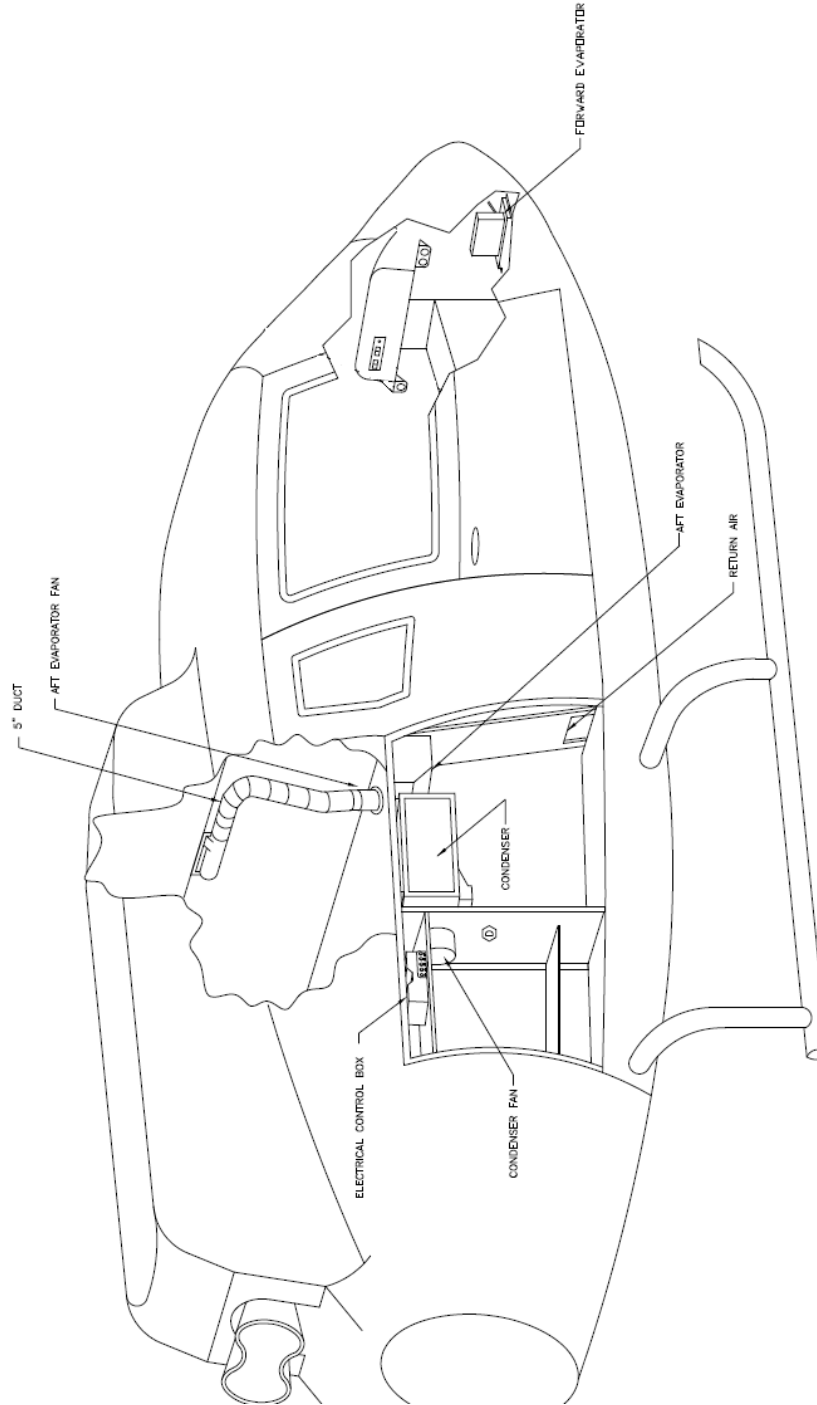 5" DUCT
AFT EVAPORATOR FAN
FORWARD EVAPORATOR
AFT EVAPORATOR
RETURN AIR
CONDENSER
D
ELECTRICAL CONTROL BOX
CONDENSER FAN